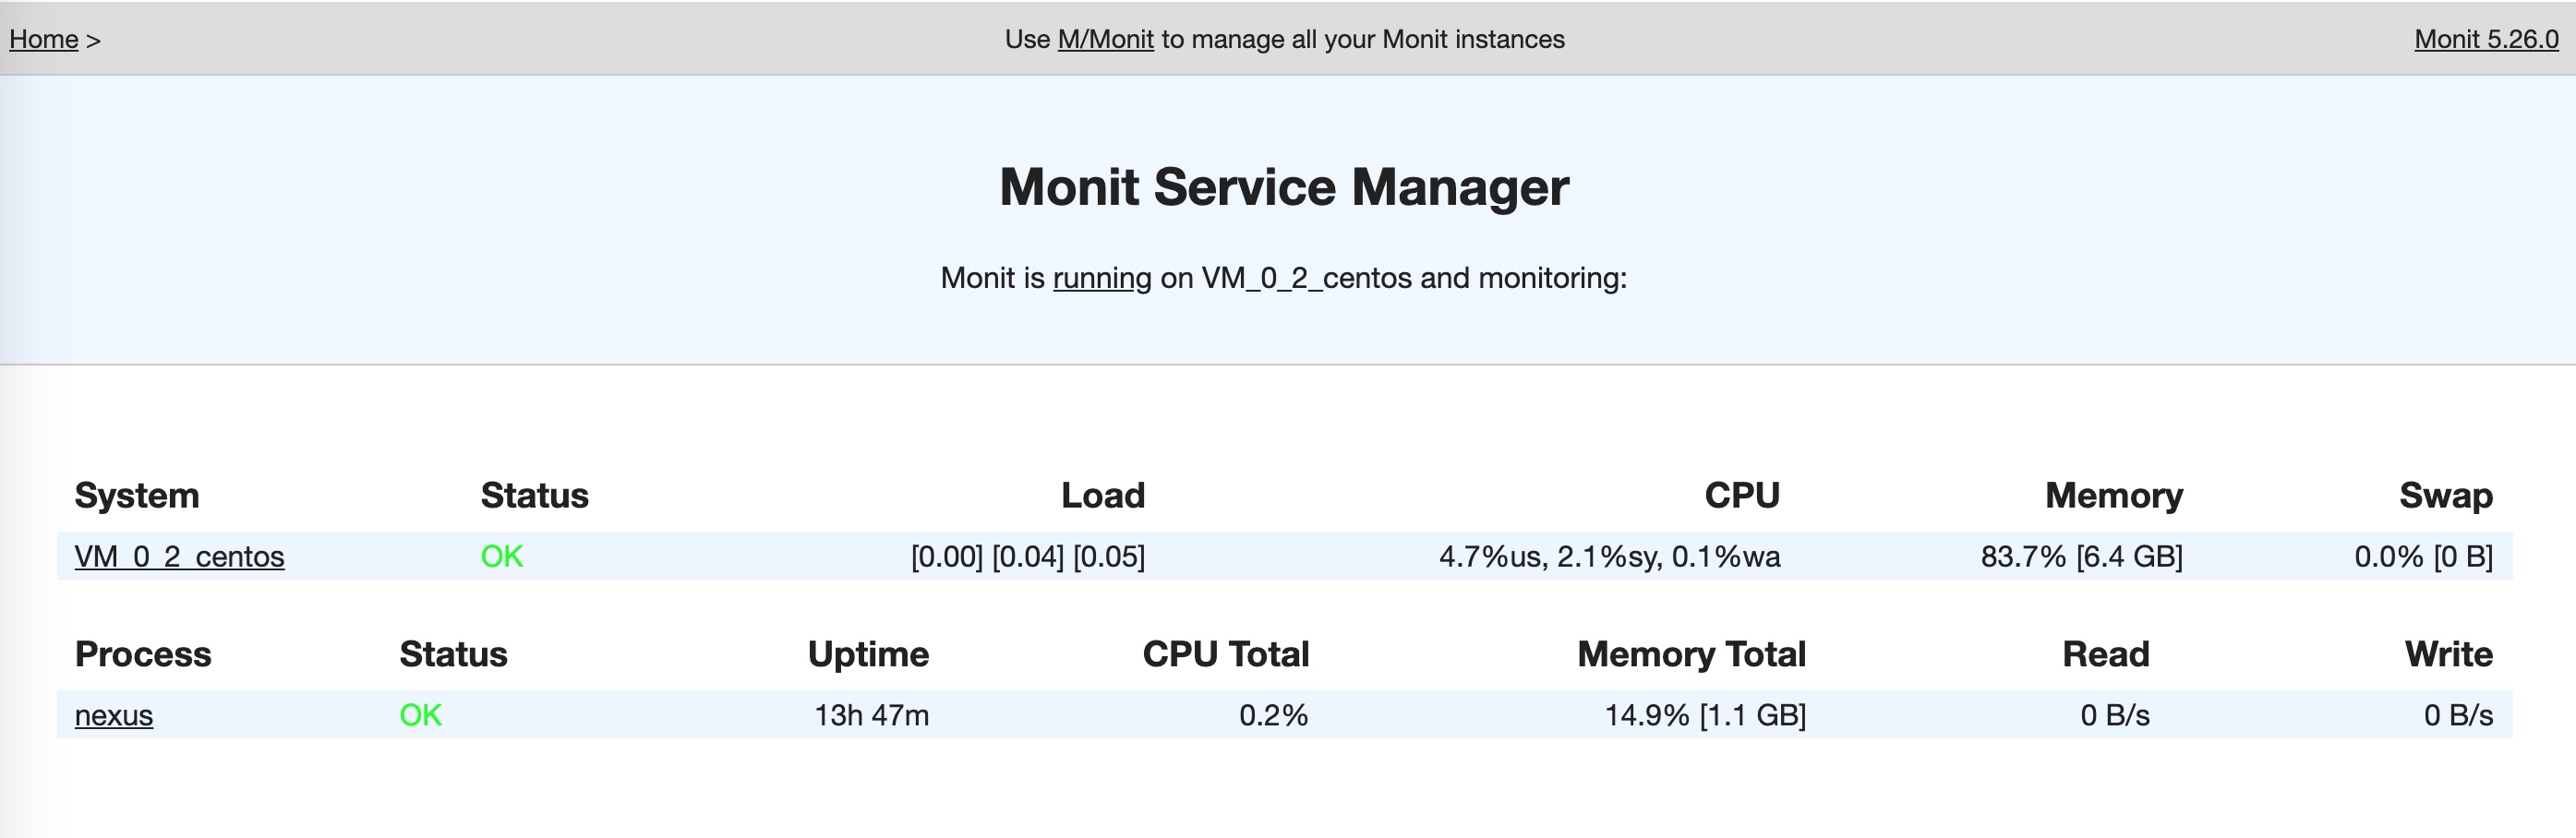 Home > Use M/Monit to manage all your Monit instances Monit 5.26.0
Monit Service Manager
Monit is running on VM_0_2_centos and monitoring:
System Status Load CPU Memory Swap
VM_0_2_centos OK [0.00] [0.04] [0.05] 4.7%us, 2.1%sy, 0.1%wa 83.7% [6.4 GB] 0.0% [0 B]
Process Status Uptime CPU Total Memory Total Read Write
nexus OK 13h 47m 0.2% 14.9% [1.1 GB] 0 B/s 0 B/s